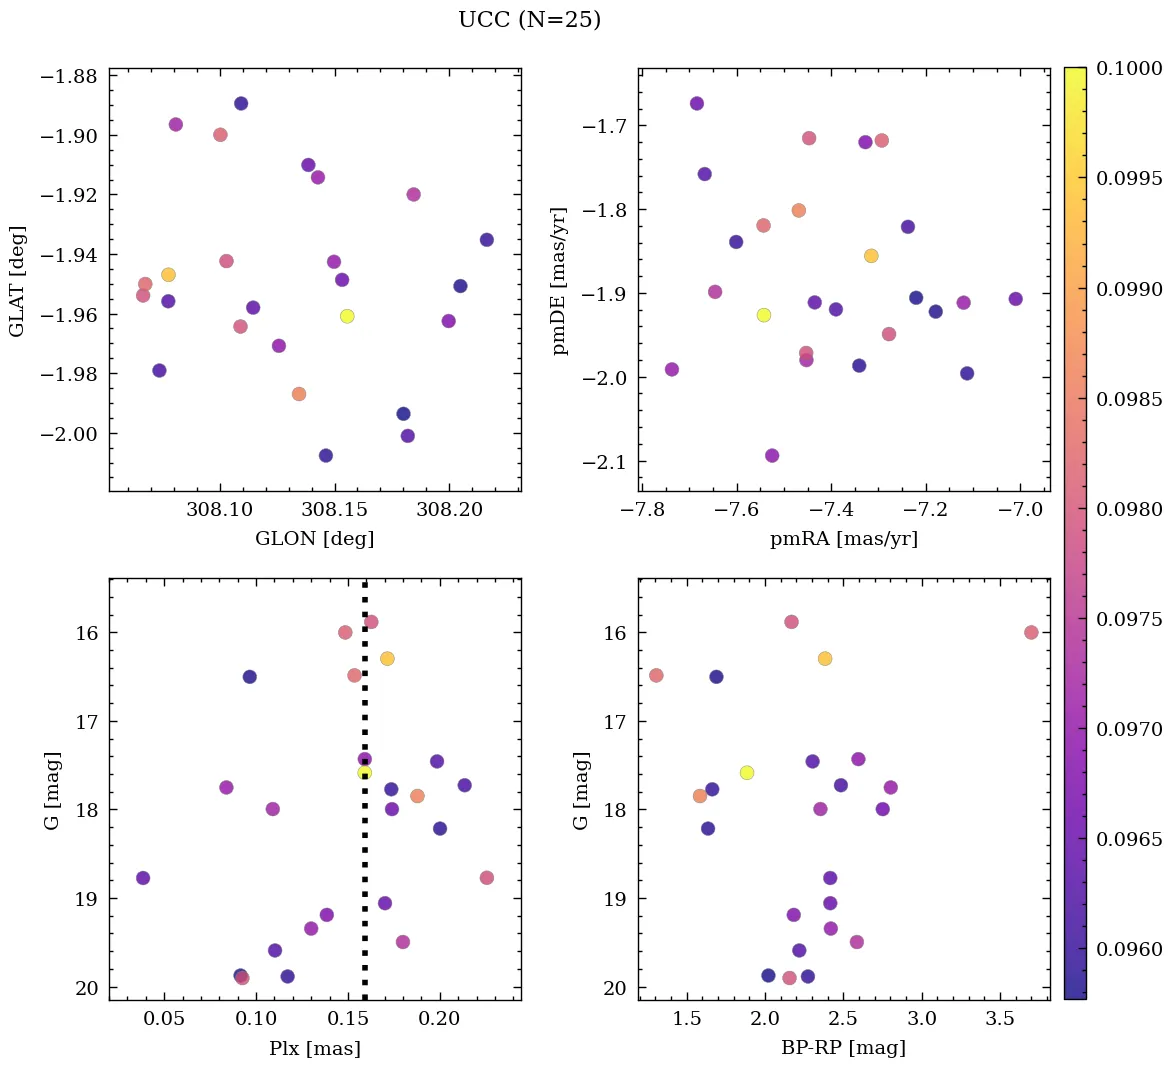 UCC (N=25)
−1.88
−1.90
−1.92
−1.94
−1.96
−1.98
−2.00
GLAT [deg]
308.10 308.15 308.20
GLON [deg]
−1.7
−1.8
−1.9
−2.0
−2.1
pmDE [mas/yr]
−7.8 −7.6 −7.4 −7.2 −7.0
pmRA [mas/yr]
16
17
18
19
20
G [mag]
0.05 0.10 0.15 0.20
Plx [mas]
16
17
18
19
20
G [mag]
1.5 2.0 2.5 3.0 3.5
BP-RP [mag]
0.1000
0.0995
0.0990
0.0985
0.0980
0.0975
0.0970
0.0965
0.0960